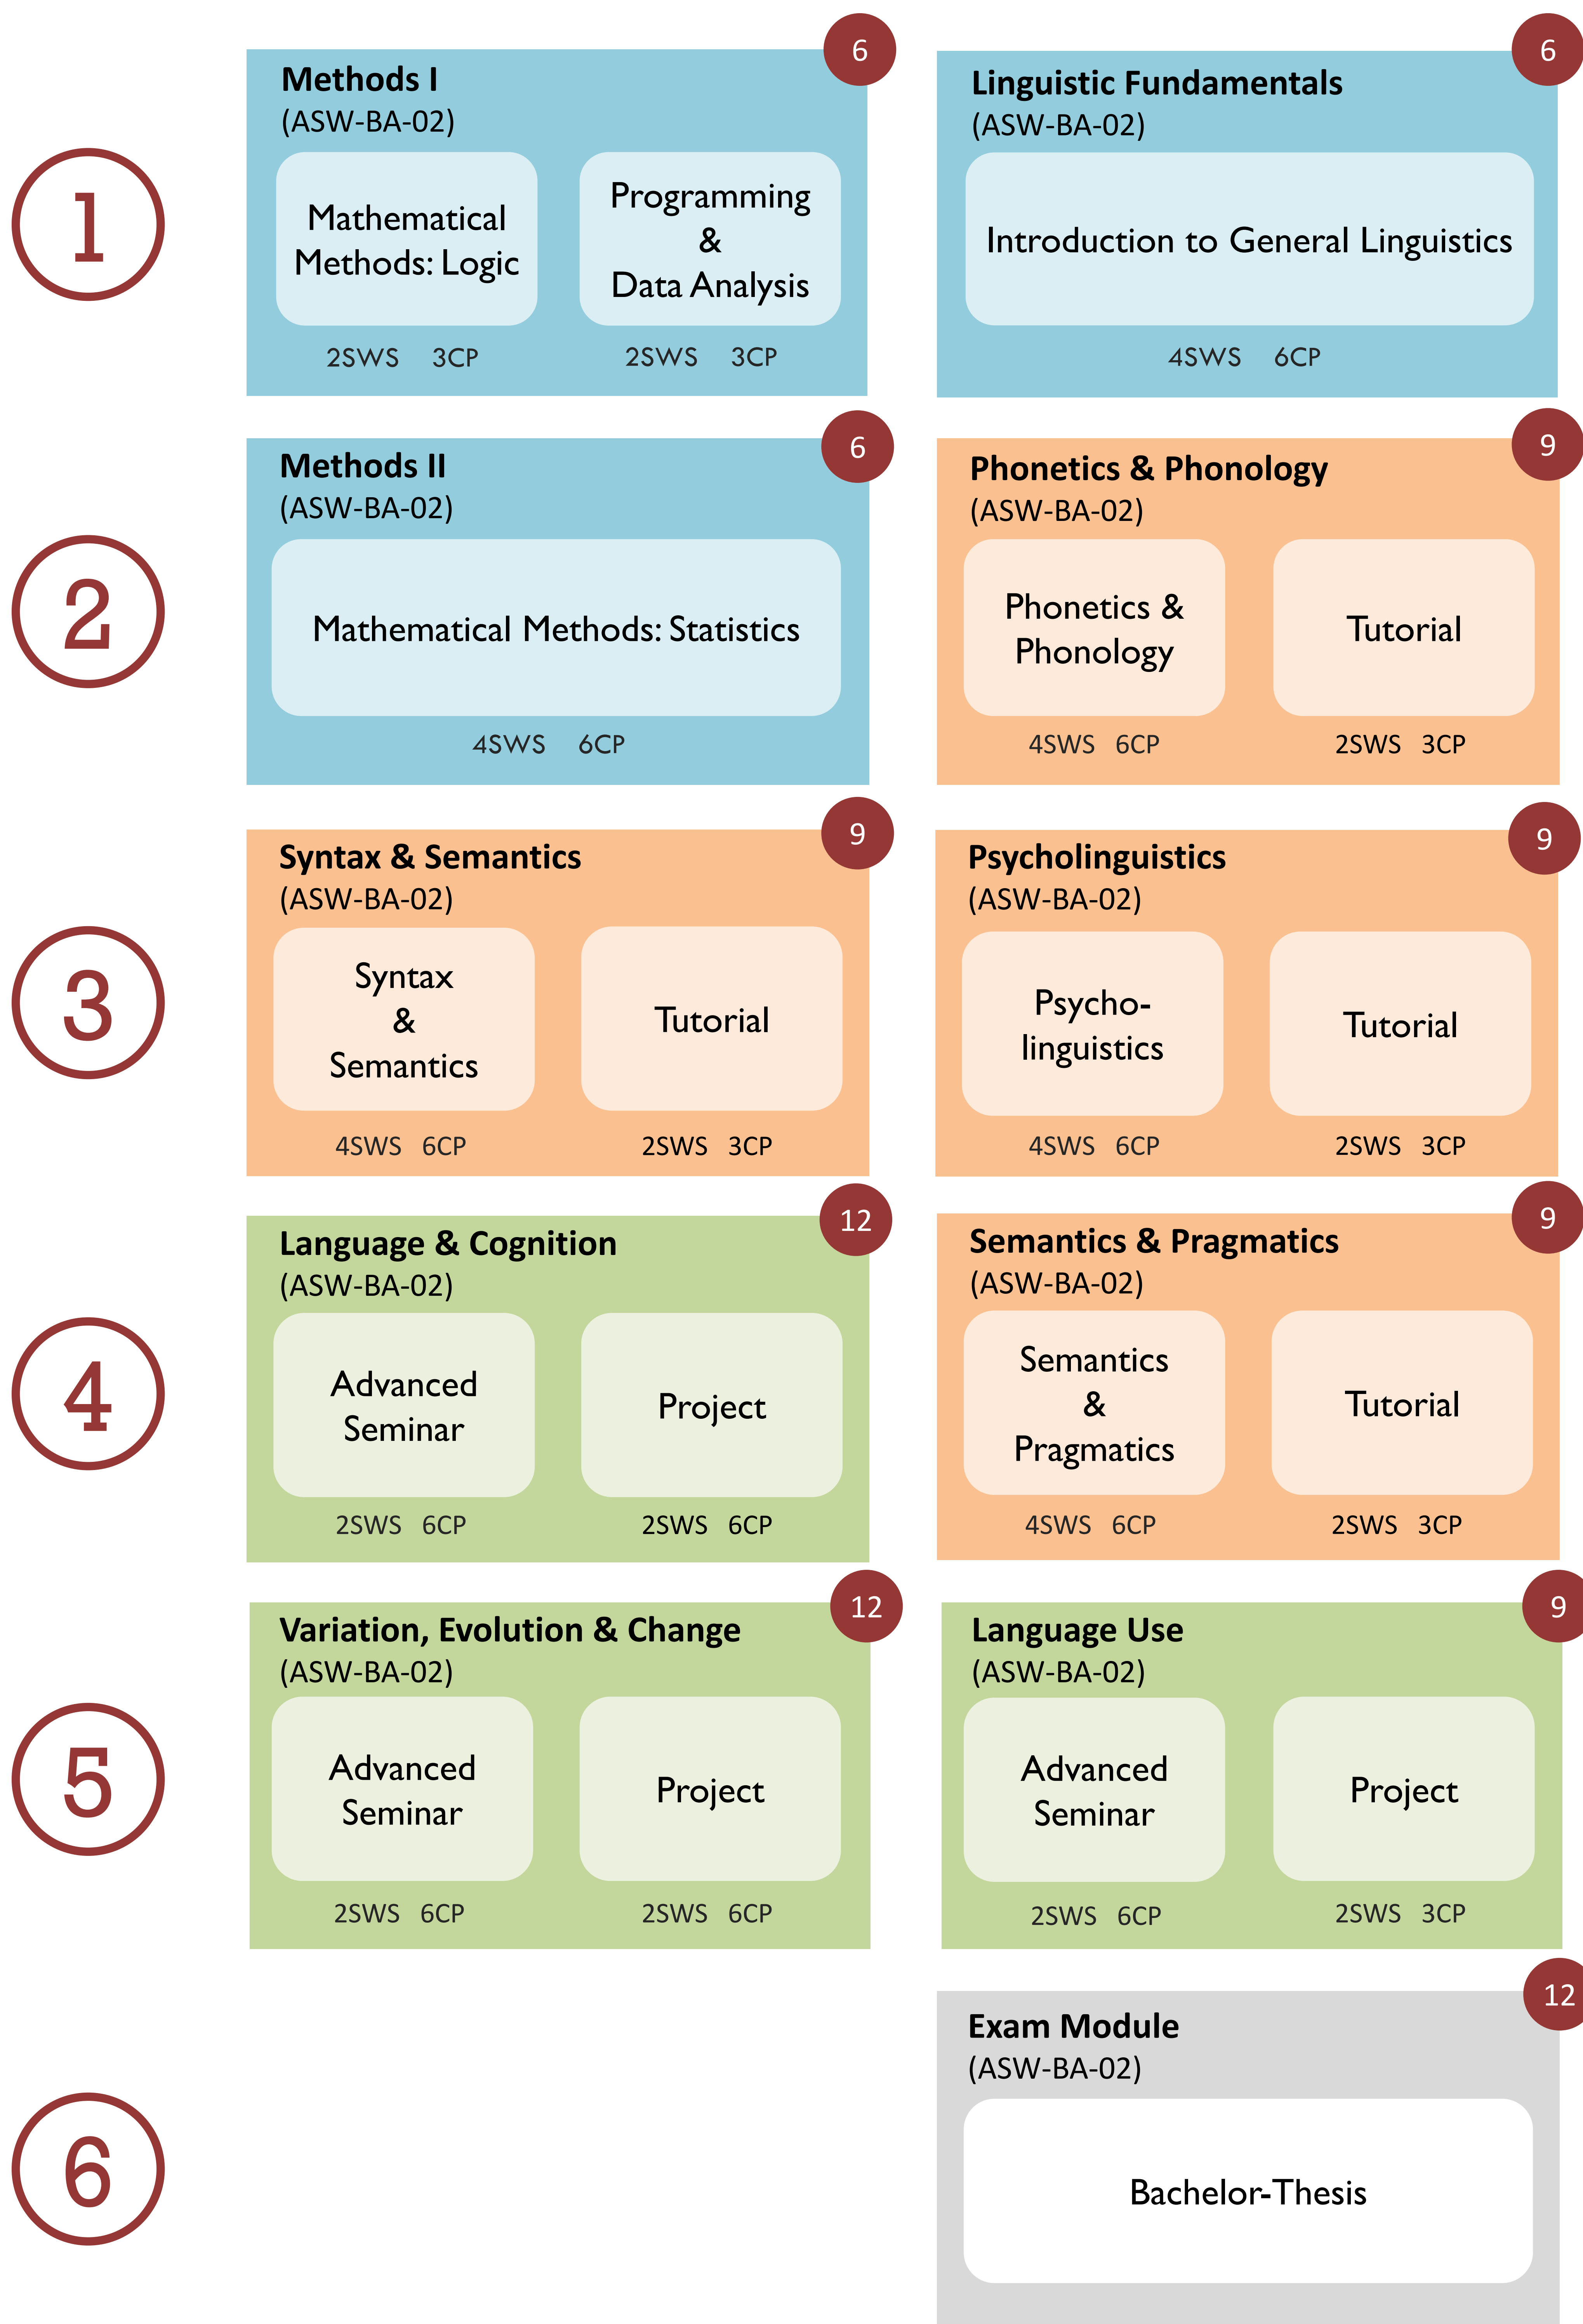 1
6
Methods I
(ASW-BA-02)
Mathematical
Methods: Logic
2SWS 3CP
Programming
&
Data Analysis
2SWS 3CP
6
Linguistic Fundamentals
(ASW-BA-02)
Introduction to General Linguistics
4SWS 6CP
2
6
Methods II
(ASW-BA-02)
Mathematical Methods: Statistics
4SWS 6CP
9
Phonetics & Phonology
(ASW-BA-02)
Phonetics &
Phonology
4SWS 6CP
Tutorial
2SWS 3CP
3
9
Syntax & Semantics
(ASW-BA-02)
Syntax
&
Semantics
4SWS 6CP
Tutorial
2SWS 3CP
9
Psycholinguistics
(ASW-BA-02)
Psycho-
linguistics
4SWS 6CP
Tutorial
2SWS 3CP
4
12
Language & Cognition
(ASW-BA-02)
Advanced
Seminar
2SWS 6CP
Project
2SWS 6CP
9
Semantics & Pragmatics
(ASW-BA-02)
Semantics
&
Pragmatics
4SWS 6CP
Tutorial
2SWS 3CP
5
12
Variation, Evolution & Change
(ASW-BA-02)
Advanced
Seminar
2SWS 6CP
Project
2SWS 6CP
9
Language Use
(ASW-BA-02)
Advanced
Seminar
2SWS 6CP
Project
2SWS 3CP
6
12
Exam Module
(ASW-BA-02)
Bachelor-Thesis